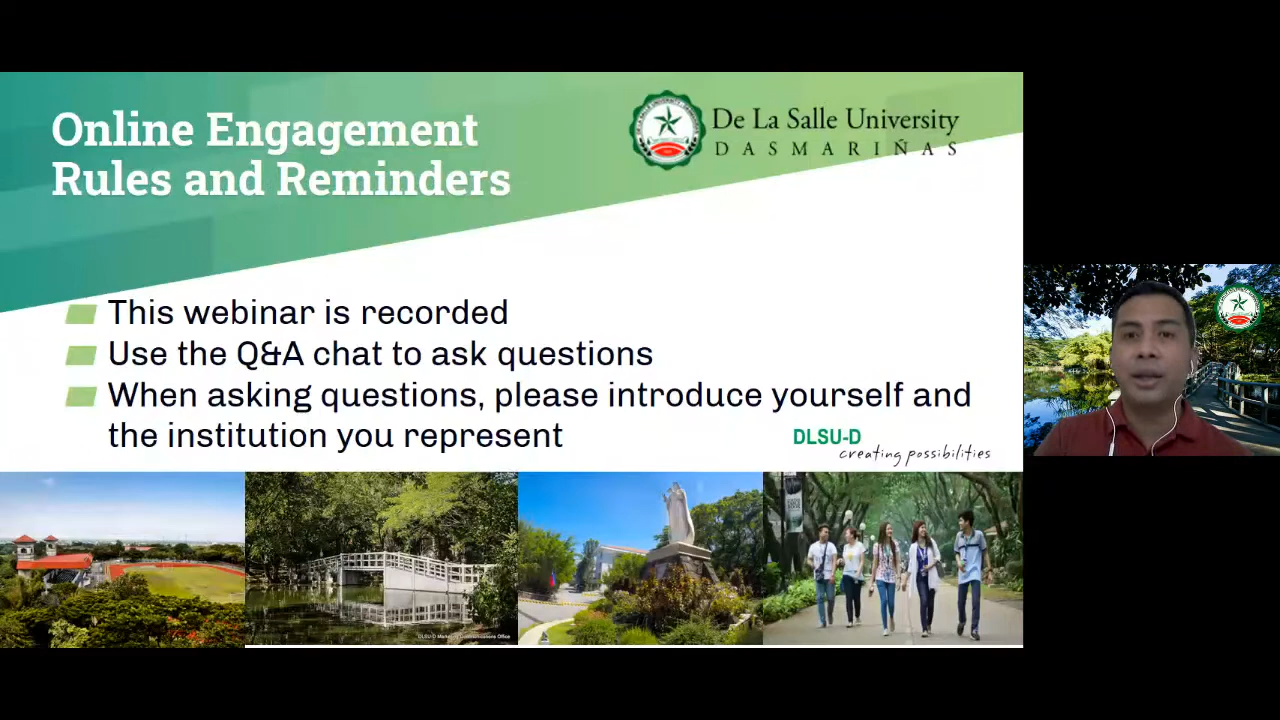 Online Engagement
Rules and Reminders
De La Salle University
DASMARIÑAS
This webinar is recorded
Use the Q&A chat to ask questions
When asking questions, please introduce yourself and
the institution you represent
DLSU-D
creating possibilities